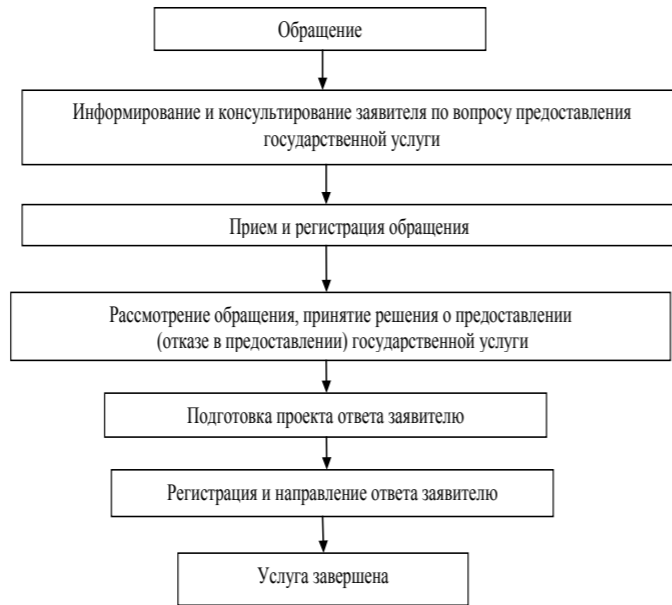 Обращение
Информирование и консультирование заявителя по вопросу предоставления
государственной услуги
Прием и регистрация обращения
Рассмотрение обращения, принятие решения о предоставлении
(отказе в предоставлении) государственной услуги
Подготовка проекта ответа заявителю
Регистрация и направление ответа заявителю
Услуга завершена